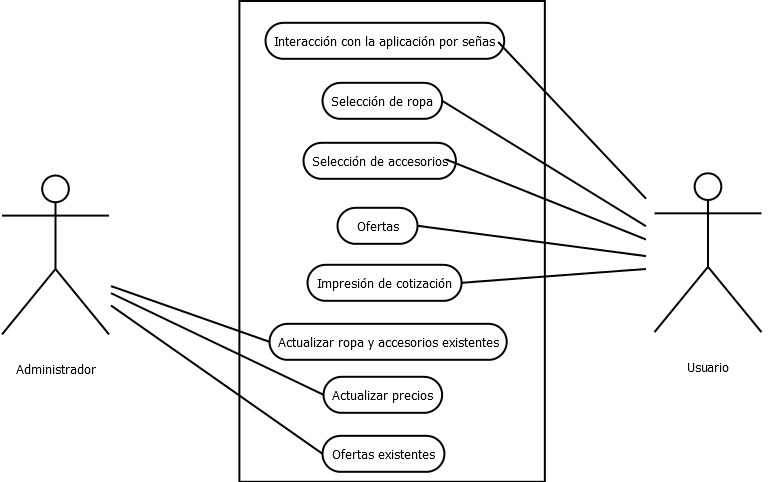 Interacción con la aplicación por señas
Selección de ropa
Selección de accesorios
Ofertas
Impresión de cotización
Actualizar ropa y accesorios existentes
Administrador
Usuario
Actualizar precios
Ofertas existentes